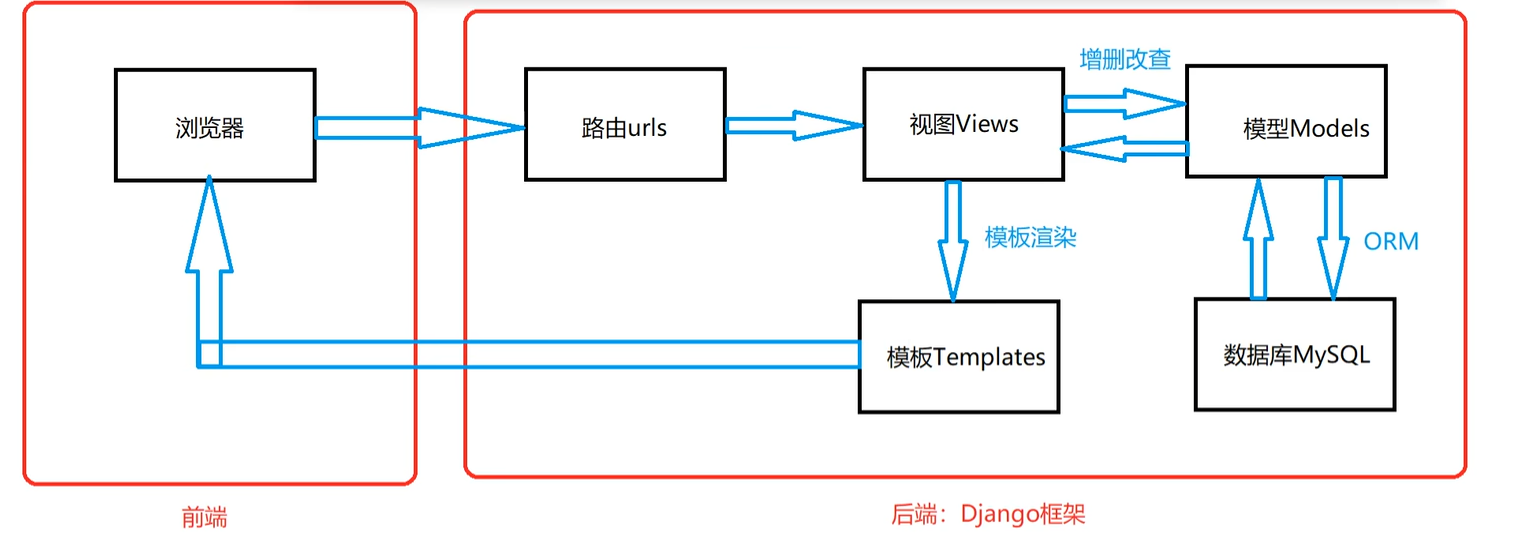 增删改查
浏览器
路由urls
视图Views
模型Models
模板渲染
ORM
模板Templates
数据库MySQL
前端
后端：Django框架